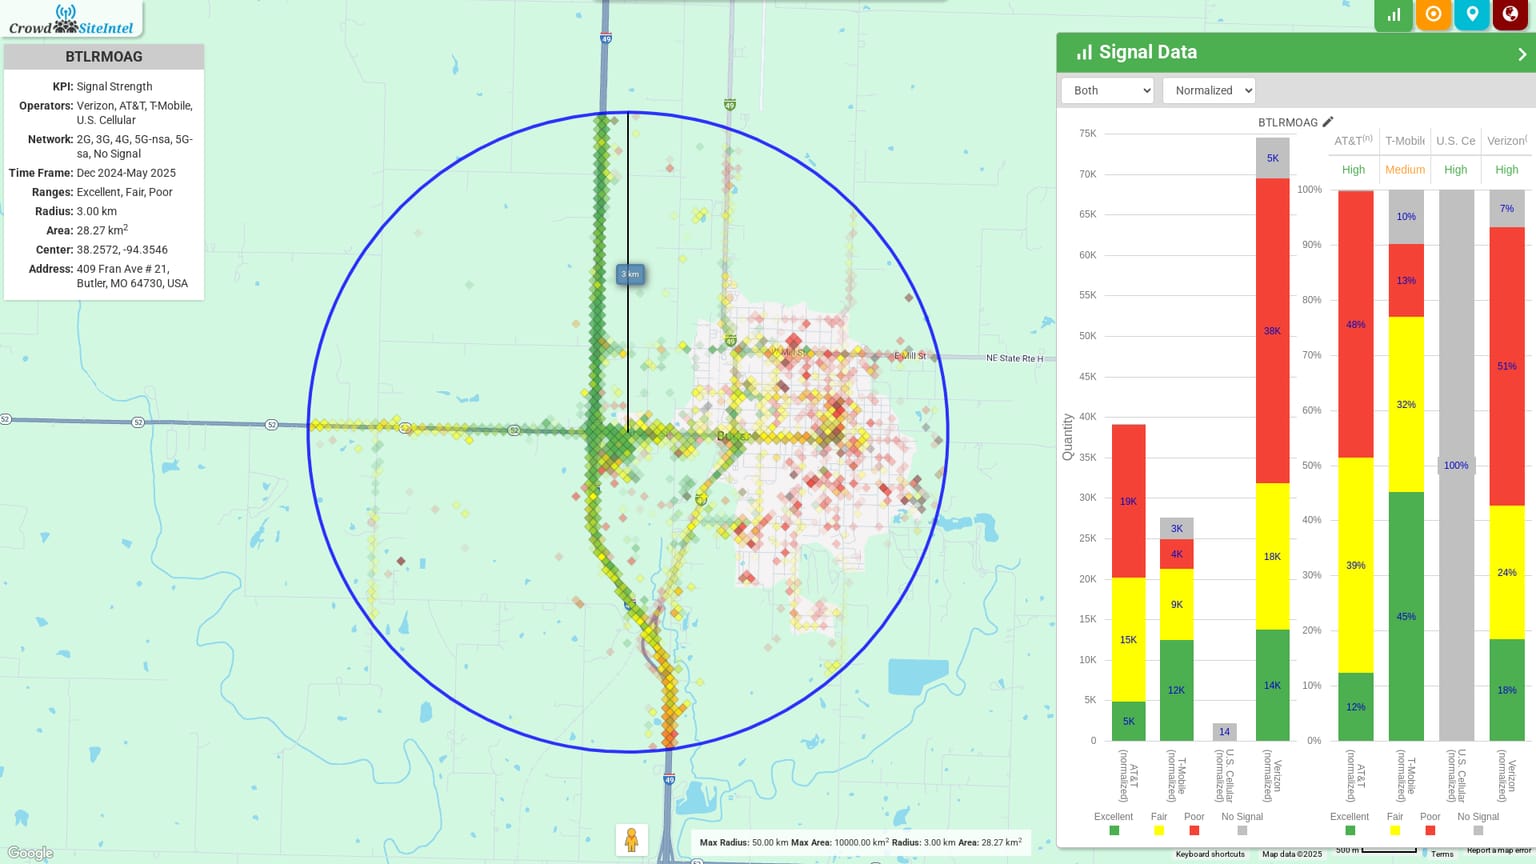 CrowdSiteIntel
BTLRMOAG
KPI: Signal Strength
Operators: Verizon, AT&T, T-Mobile,
U.S. Cellular
Network: 2G, 3G, 4G, 5G-nsa, 5G-
sa, No Signal
Time Frame: Dec 2024-May 2025
Ranges: Excellent, Fair, Poor
Radius: 3.00 km
Area: 28.27 km2
Center: 38.2572, -94.3546
Address: 409 Fran Ave # 21,
Butler, MO 64730, USA
49
49
3 km
49
W Mill St
E Mill St
NE State Rte H
52
52
52
52
52
49
49
52
Google
Max Radius: 50.00 km Max Area: 10000.00 km2 Radius: 3.00 km Area: 28.27 km2
Signal Data
Both
Normalized
BTLRMOAG
Quantity
75K
70K
65K
60K
55K
50K
45K
40K
35K
30K
25K
20K
15K
10K
5K
0
19K
15K
5K
3K
4K
9K
12K
14
5K
38K
18K
14K
AT&T (normalized)
T-Mobile (normalized)
U.S. Cellular (normalized)
Verizon (normalized)
Excellent Fair Poor No Signal
AT&T(n) T-Mobile U.S. Ce Verizon(
High Medium High High
100%
90%
80%
70%
60%
50%
40%
30%
20%
10%
0%
48%
39%
12%
10%
13%
32%
45%
100%
7%
51%
24%
18%
AT&T (normalized)
T-Mobile (normalized)
U.S. Cellular (normalized)
Verizon (normalized)
Excellent Fair Poor No Signal
Keyboard shortcuts Map data ©2025 500 m Terms Report a map error